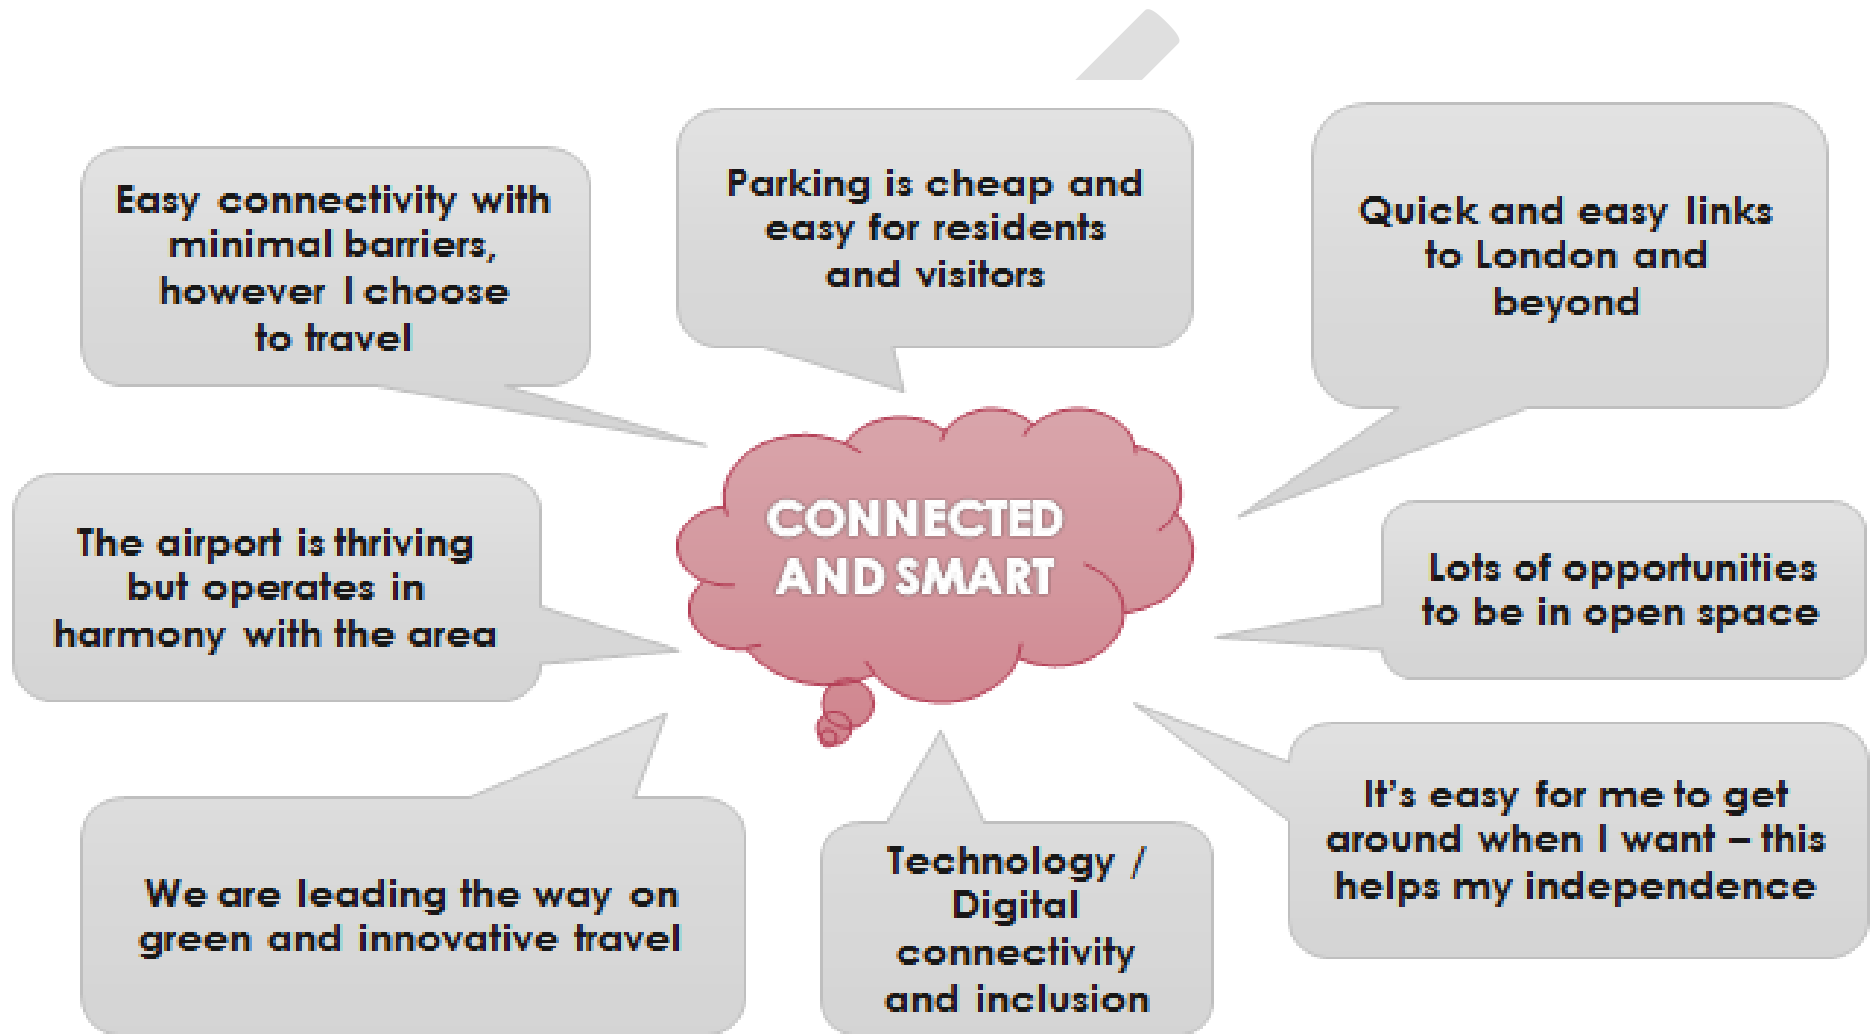 Easy connectivity with
minimal barriers,
however I choose
to travel
Parking is cheap and
easy for residents
and visitors
Quick and easy links
to London and
beyond
The airport is thriving
but operates in
harmony with the area
CONNECTED
AND SMART
Lots of opportunities
to be in open space
We are leading the way on
green and innovative travel
Technology /
Digital
connectivity
and inclusion
It's easy for me to get
around when I want – this
helps my independence